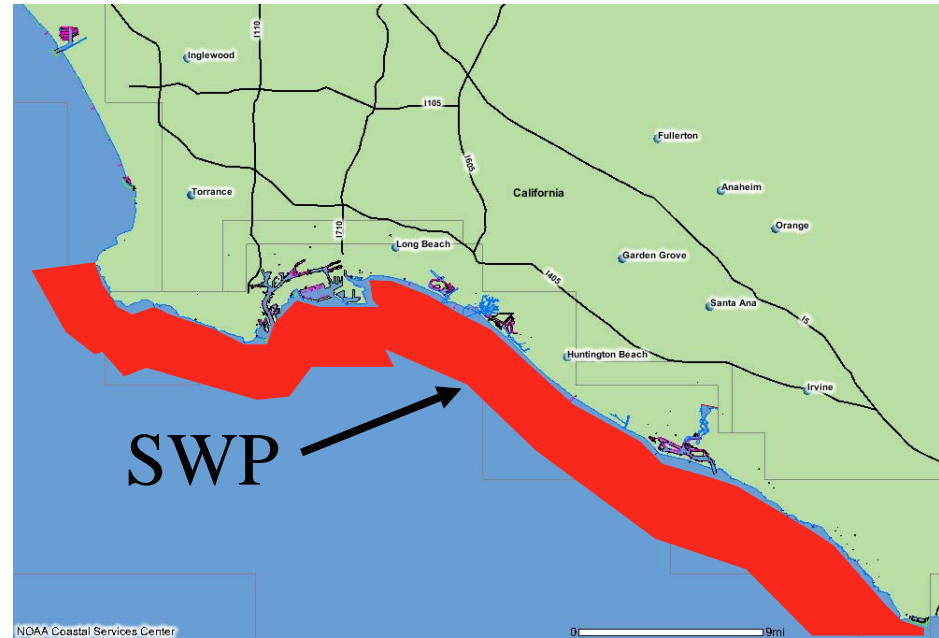 I110
Inglewood
I105
Fullerton
I605
California
Anaheim
Torrance
I710
Orange
Long Beach
Garden Grove
I405
Santa Ana
I5
Huntington Beach
Irvine
SWP
NOAA Coastal Services Center
0 9mi